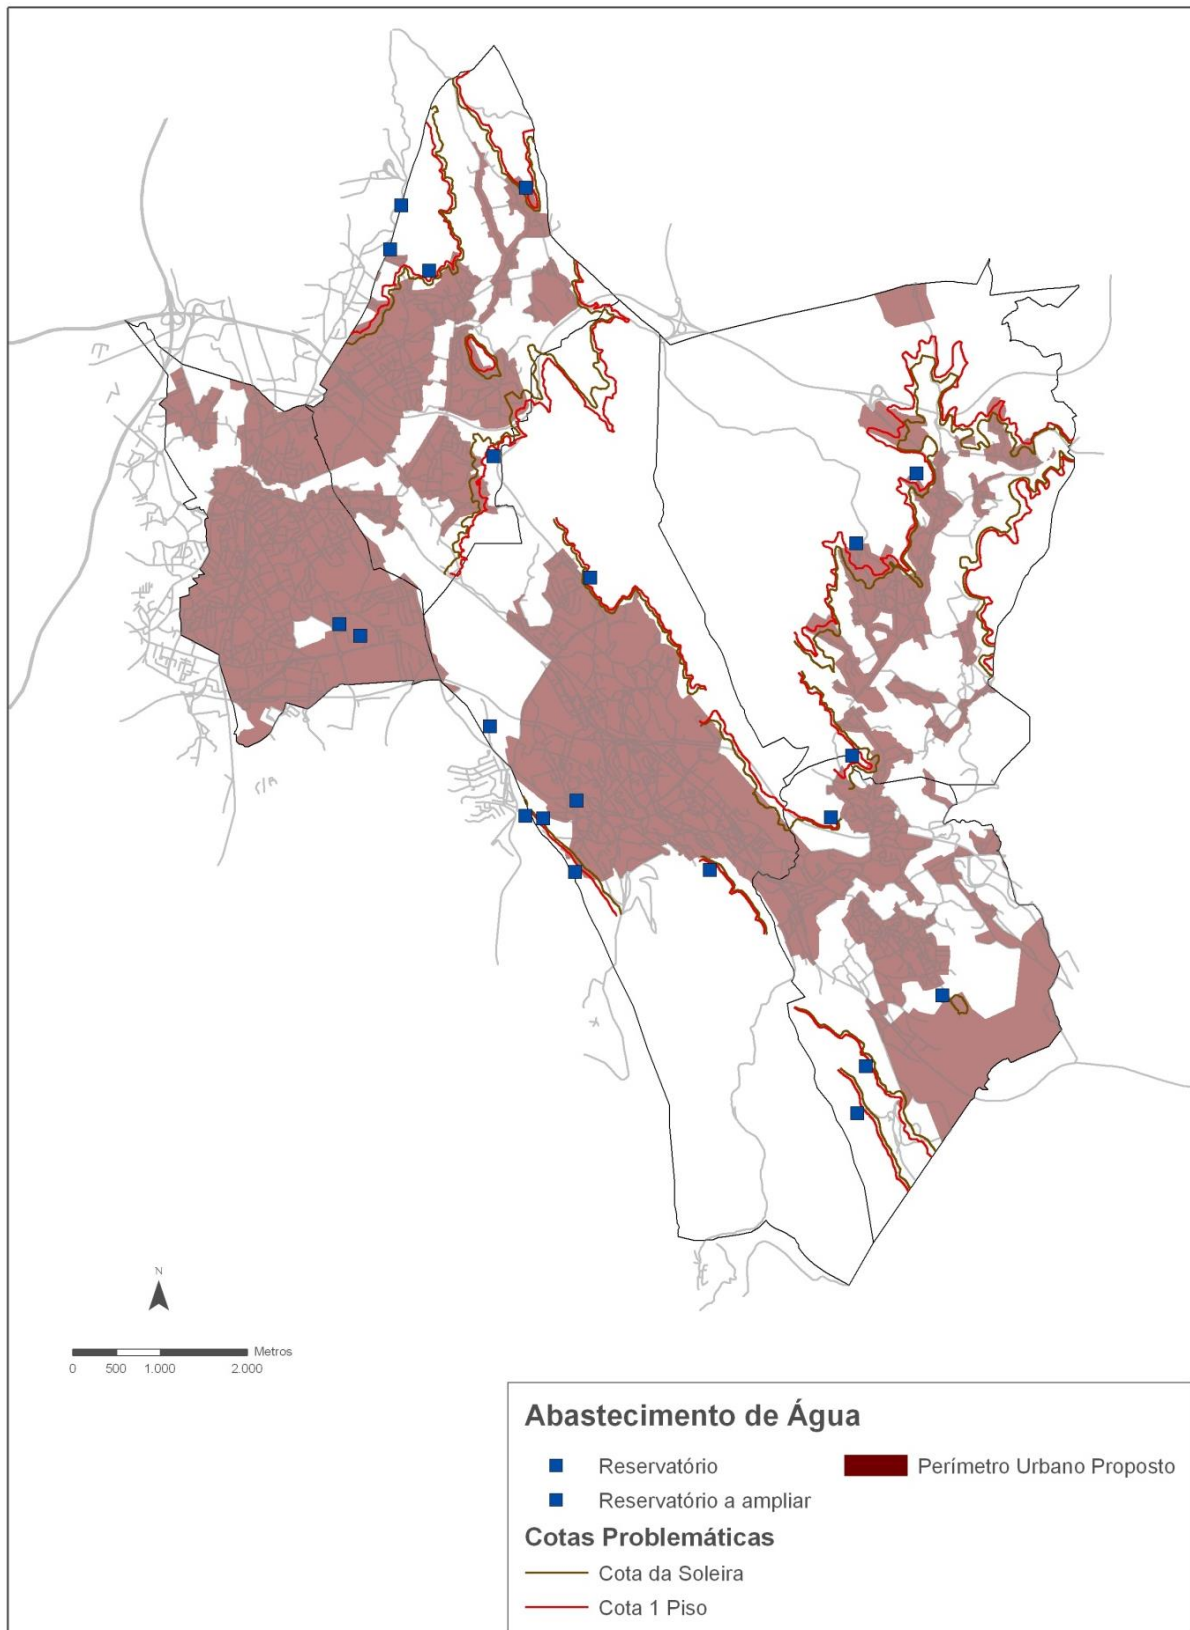 N
Metros
0 500 1.000 2.000
Abastecimento de Água
Reservatório
Perímetro Urbano Proposto
Reservatório a ampliar
Cotas Problemáticas
Cota da Soleira
Cota 1 Piso